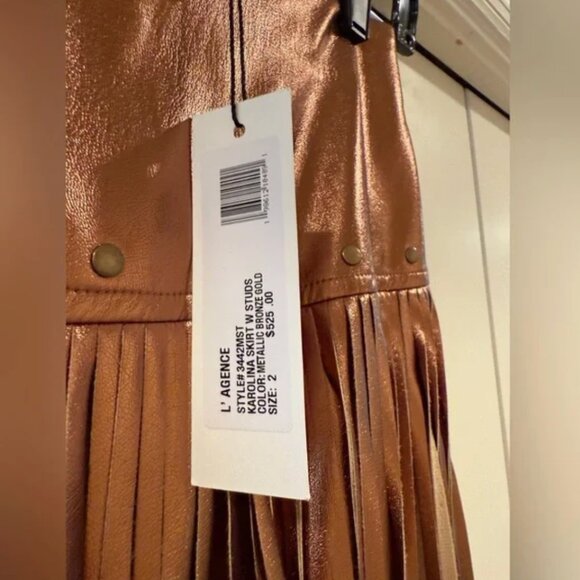 L' AGENCE
STYLE# 3442MST
KAROLINA SKIRT W STUDS
COLOR: METALLIC BRONZE GOLD
SIZE: 2 $525 .00